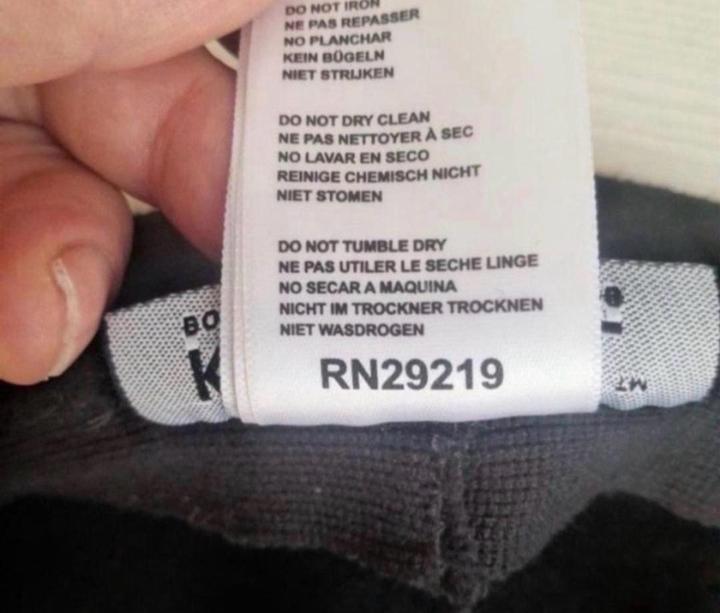 DO NOT IRON
NE PAS REPASSER
NO PLANCHAR
KEIN BÜGELN
NIET STRIJKEN
DO NOT DRY CLEAN
NE PAS NETTOYER À SEC
NO LAVAR EN SECO
REINIGE CHEMISCH NICHT
NIET STOMEN
DO NOT TUMBLE DRY
NE PAS UTILER LE SECHE LINGE
NO SECAR A MAQUINA
NICHT IM TROCKNER TROCKNEN
NIET WASDROGEN
RN29219
BO
K